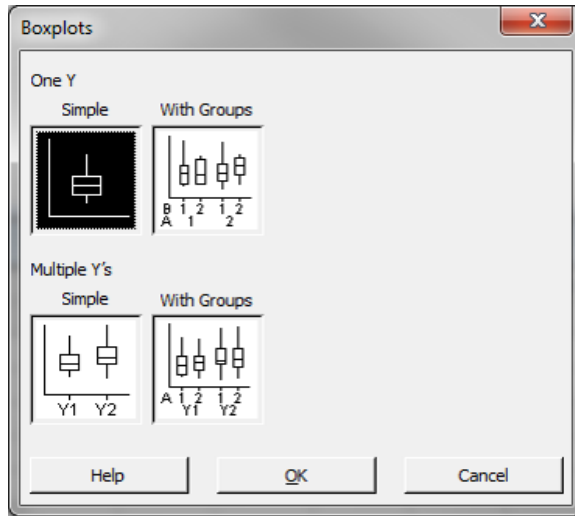 Boxplots
One Y
Simple With Groups
B 1 2 1 2
A 1 2
Multiple Y's
Simple With Groups
Y1 Y2
A 1 2 1 2
Y1 Y2
Help OK Cancel